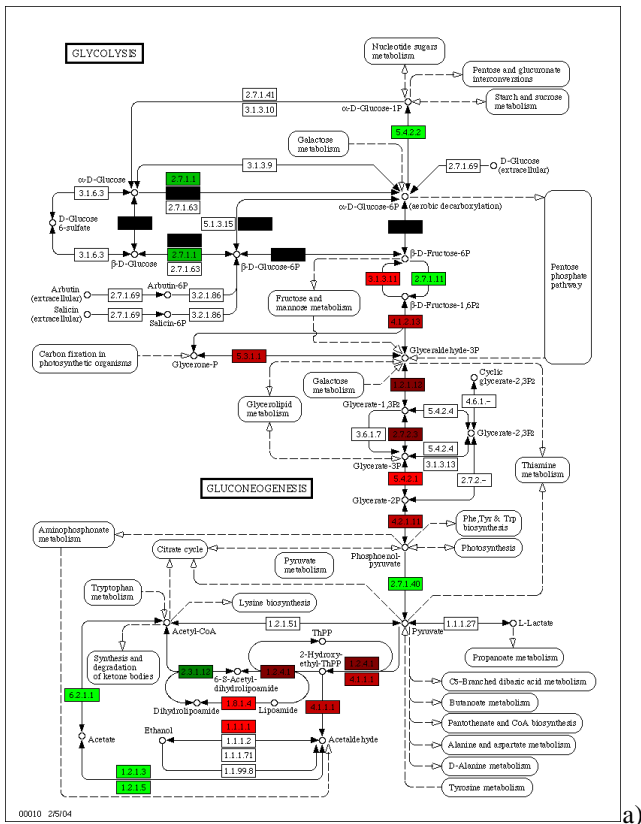 GLYCOLYSIS
Nucleotide sugars
metabolism
Pentose and glucuronate
interconversions
Starch and sucrose
metabolism
2.7.1.41
3.1.3.10
α-D-Glucose-1P
5.4.2.2
Galactose
metabolism
3.1.3.9
2.7.1.69
D-Glucose
(extracellular)
α-D-Glucose
2.7.1.1
2.7.1.63
3.1.6.3
D-Glucose
6-sulfate
α-D-Glucose-6P
(aerobic decarboxylation)
5.1.3.15
3.1.6.3
β-D-Glucose
2.7.1.1
2.7.1.63
β-D-Glucose-6P
β-D-Fructose-6P
3.1.3.11
2.7.1.11
β-D-Fructose-1,6P2
Pentose
phosphate
pathway
Arbutin
(extracellular)
2.7.1.69
Arbutin-6P
3.2.1.86
Salicin
(extracellular)
2.7.1.69
Salicin-6P
3.2.1.86
Fructose and
mannose metabolism
4.1.2.13
Carbon fixation in
photosynthetic organisms
5.3.1.1
Glycerone-P
Glyceraldehyde-3P
Galactose
metabolism
Glycerolipid
metabolism
Cyclic
glycerate-2,3P2
4.6.1.-
Glycerate-1,3P2
5.4.2.4
3.6.1.7
Glycerate-2,3P2
5.4.2.4
3.1.3.13
Glycerate-3P
2.7.2.-
Thiamine
metabolism
5.4.2.1
GLUCONEOGENESIS
Glycerate-2P
4.2.1.11
Aminophosphonate
metabolism
Phe,Tyr & Trp
biosynthesis
Photosynthesis
Citrate cycle
Pyruvate
metabolism
Phosphoenol-
pyruvate
2.7.1.40
Tryptophan
metabolism
Lysine biosynthesis
Acetyl-CoA
1.2.1.51
Pyruvate
1.1.1.27
L-Lactate
Propanoate metabolism
ThPP
2-Hydroxy-
ethyl-ThPP
Synthesis and
degradation
of ketone bodies
2.3.1.12
6-S-Acetyl-
dihydrolipoamide
1.2.4.1
1.2.4.1
4.1.1.1
C5-Branched dibasic acid metabolism
Butanoate metabolism
Pantothenate and CoA biosynthesis
Alanine and aspartate metabolism
D-Alanine metabolism
Tyrosine metabolism
6.2.1.1
1.8.1.4
Dihydrolipoamide
Lipoamide
4.1.1.1
Ethanol
1.1.1.1
1.1.1.2
1.1.1.71
1.1.99.8
Acetate
Acetaldehyde
1.2.1.3
1.2.1.5
00010 2/5/04
a)